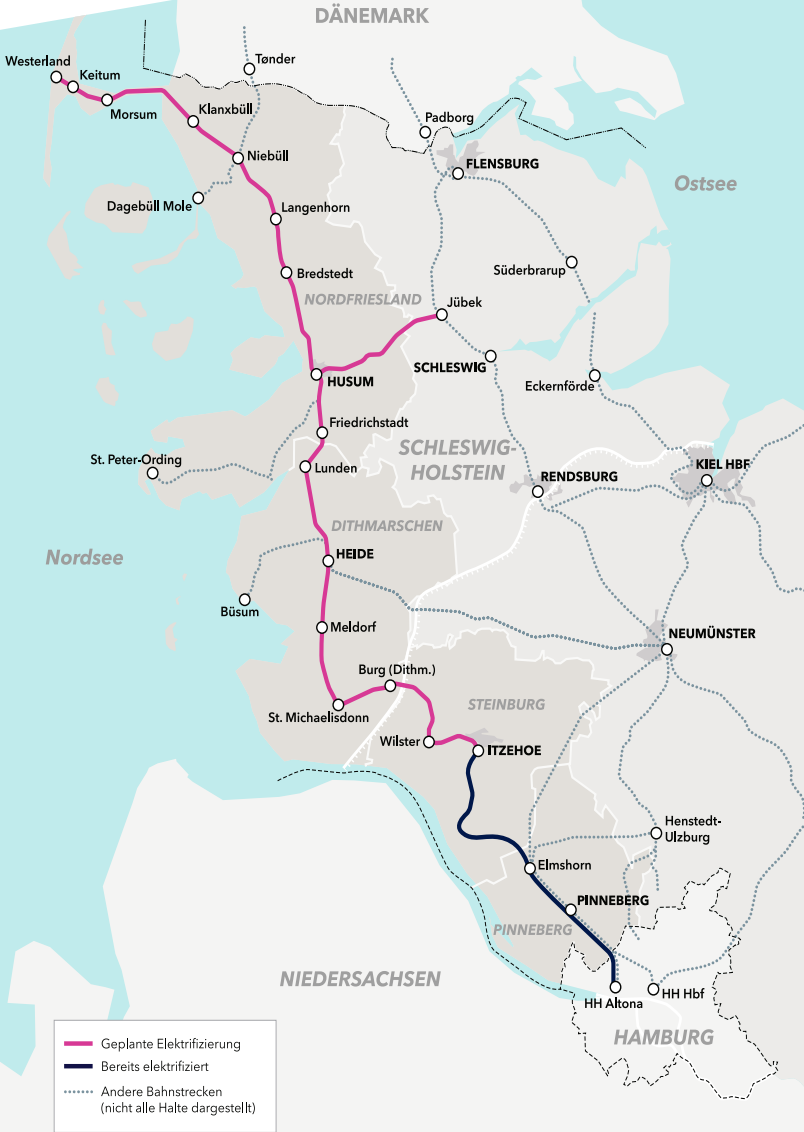 DÄNEMARK
Westerland
Keitum
Tønder
Morsum
Klanxbüll
Padborg
Niebüll
FLENSBURG
Ostsee
Dagebüll Mole
Langenhorn
Bredstedt
Süderbrarup
NORDFRIESLAND
Jübek
HUSUM
SCHLESWIG
Eckernförde
Friedrichstadt
St. Peter-Ording
Lunden
SCHLESWIG-
HOLSTEIN
RENDSBURG
KIEL HBF
DITHMARSCHEN
Nordsee
HEIDE
Büsum
Meldorf
NEUMÜNSTER
Burg (Dithm.)
STEINBURG
St. Michaelisdonn
Wilster
ITZEHOE
Henstedt-
Ulzburg
Elmshorn
PINNEBERG
PINNEBERG
NIEDERSACHSEN
HH Altona
HH Hbf
HAMBURG
Geplante Elektrifizierung
Bereits elektrifiziert
Andere Bahnstrecken
(nicht alle Halte dargestellt)